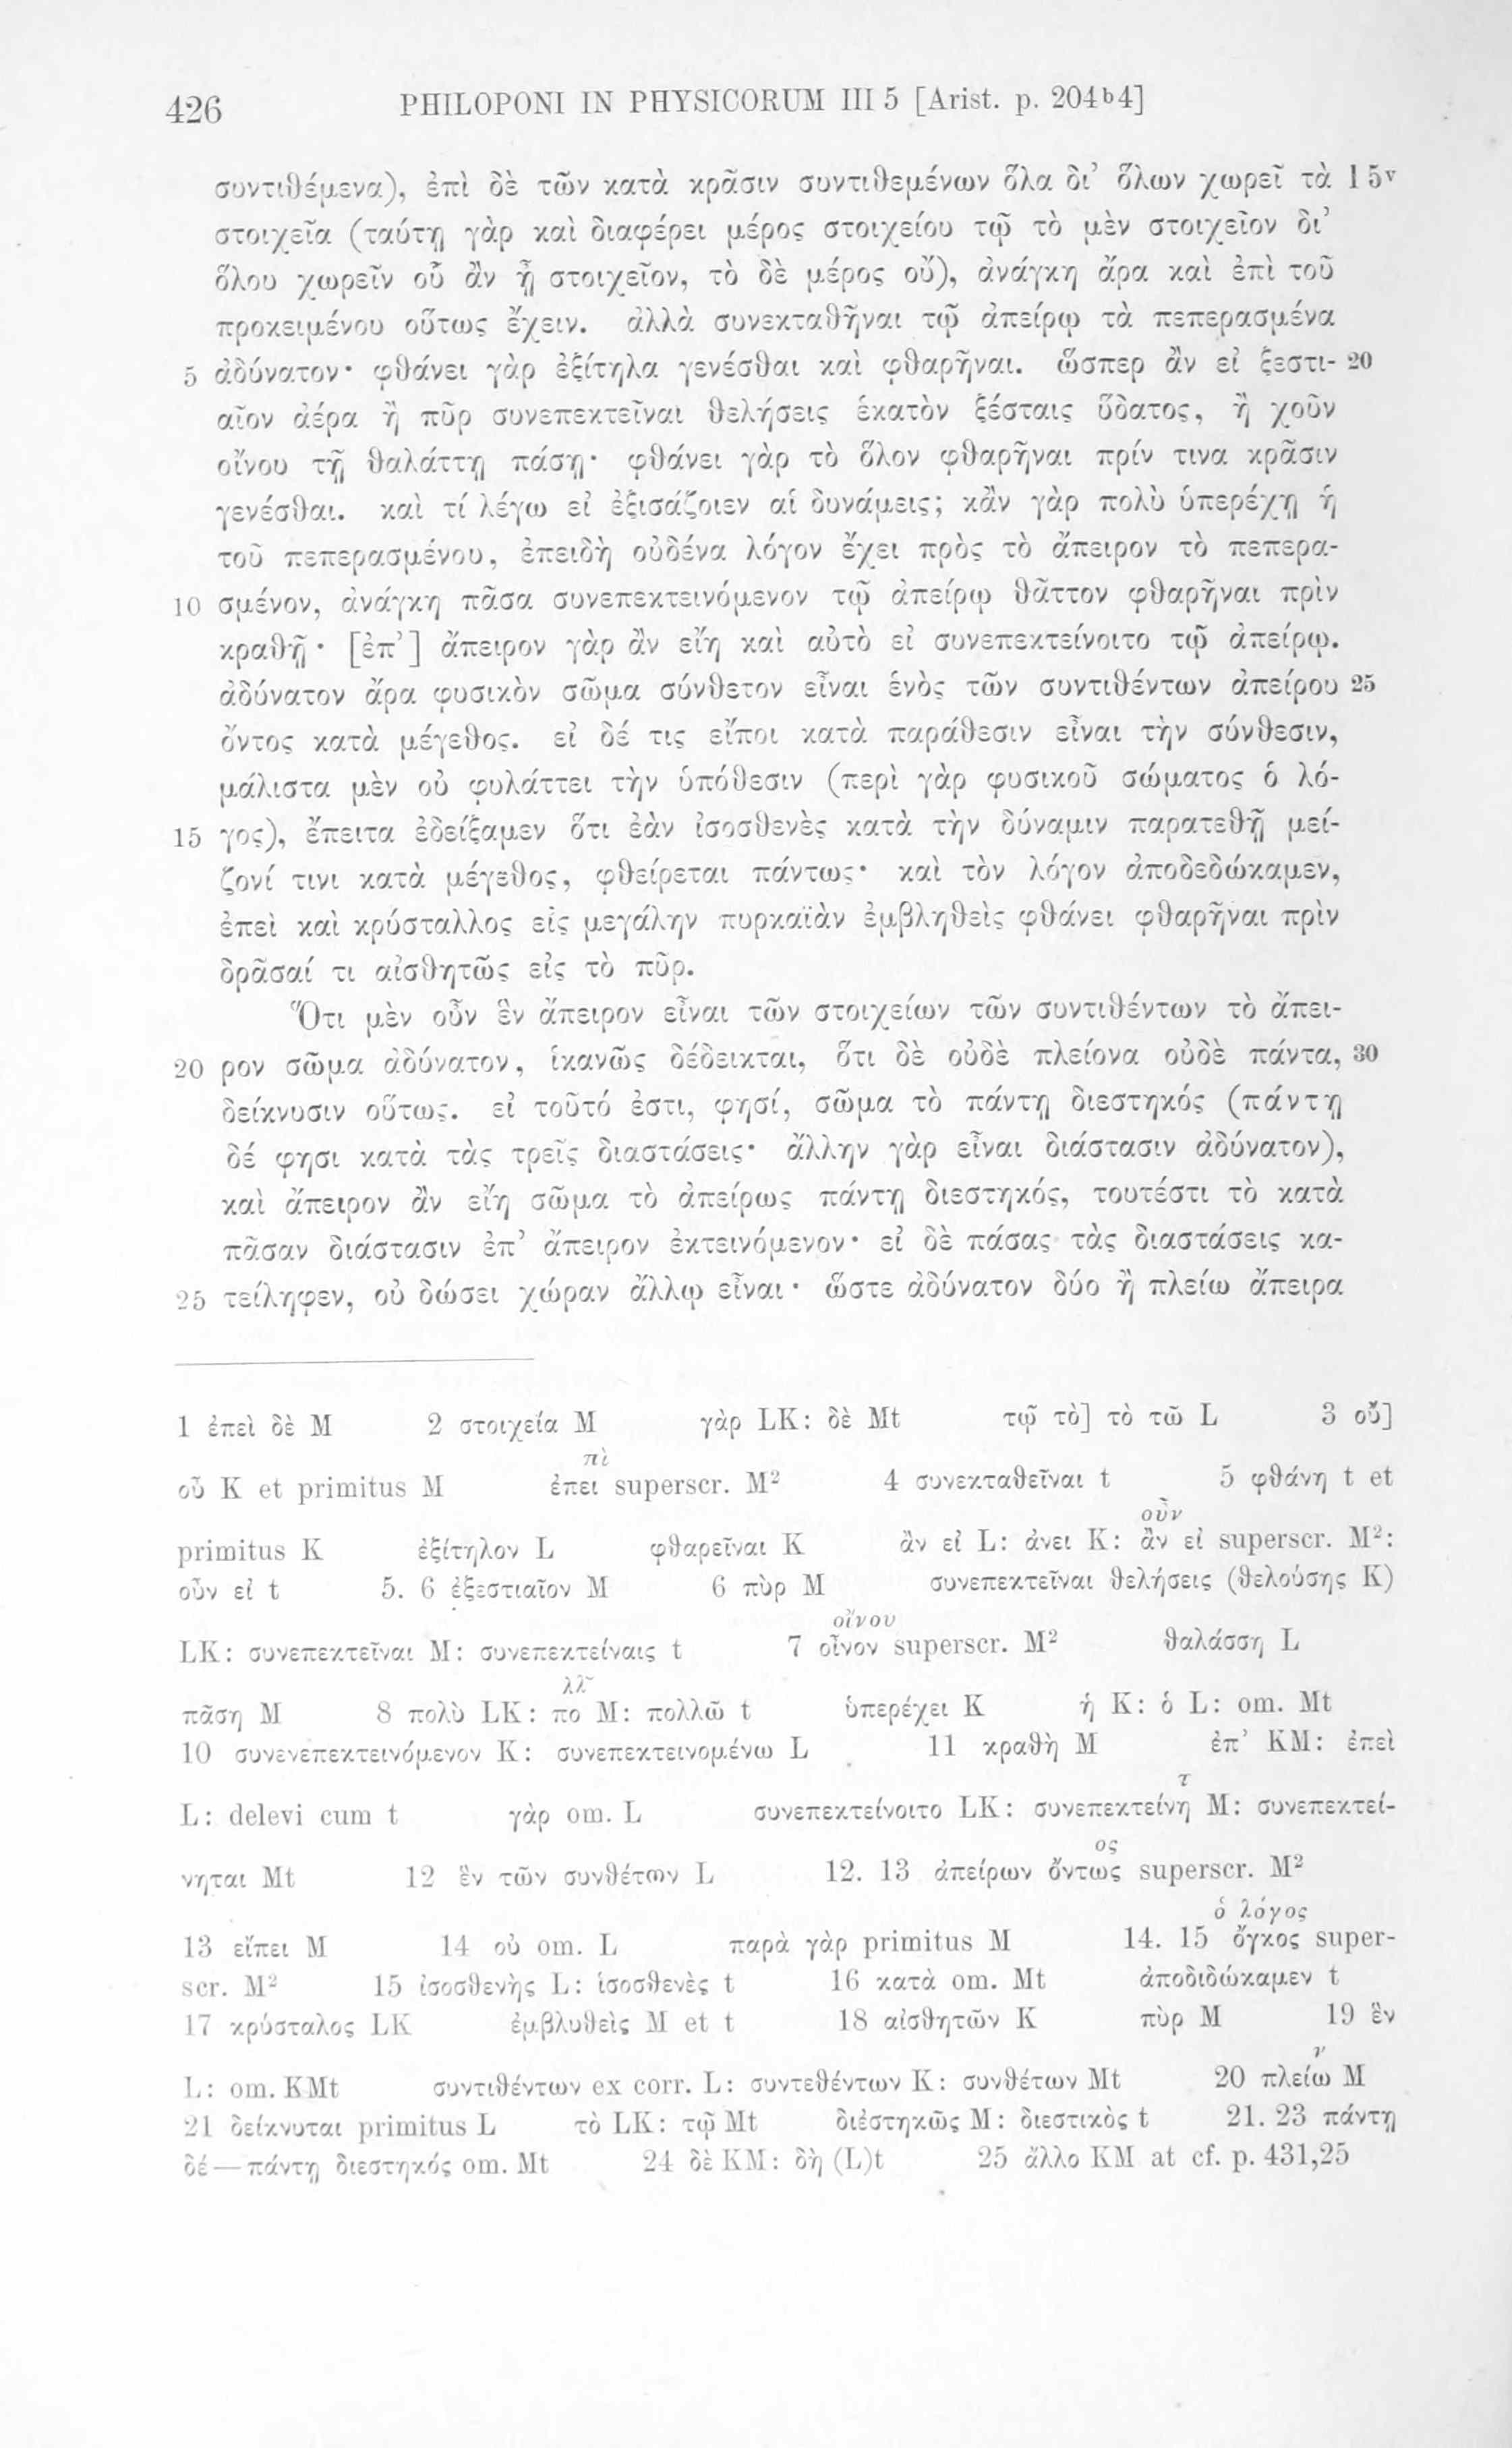 426 PHILOPONI IN PHYSICORUM III 5 [Arist. p. 204b4]
συντιθέμενα), ἐπὶ δὲ τῶν κατὰ κρᾶσιν συντιθεμένων ὅλα δι’ ὅλων χωρεῖ τὰ 15v
στοιχεῖα (ταύτῃ γὰρ καὶ διαφέρει μέρος στοιχείου τῷ τὸ μὲν στοιχεῖον δι’
ὅλου χωρεῖν οὗ ἂν ᾖ στοιχεῖον, τὸ δὲ μέρος οὔ), ἀνάγκη ἄρα καὶ ἐπὶ τοῦ
προκειμένου οὕτως ἔχειν. ἀλλὰ συνεκταθῆναι τῷ ἀπείρῳ τὰ πεπερασμένα
5 ἀδύνατον· φθάνει γὰρ ἐξίτηλα γενέσθαι καὶ φθαρῆναι. ὥσπερ ἂν εἰ ξεστι- 20
αῖον ἀέρα ἢ πῦρ συνεπεκτεῖναι θελήσεις ἑκατὸν ξέσταις ὕδατος, ἢ χοῦν
οἴνου τῇ θαλάττῃ πάσῃ· φθάνει γὰρ τὸ ὅλον φθαρῆναι πρίν τινα κρᾶσιν
γενέσθαι. καὶ τί λέγω εἰ ἐξισάζοιεν αἱ δυνάμεις; κἂν γὰρ πολὺ ὑπερέχῃ ἡ
τοῦ πεπερασμένου, ἐπειδὴ οὐδένα λόγον ἔχει πρὸς τὸ ἄπειρον τὸ πεπερα-
10 σμένον, ἀνάγκη πᾶσα συνεπεκτεινόμενον τῷ ἀπείρῳ θᾶττον φθαρῆναι πρὶν
κραθῇ· [ἐπ’] ἄπειρον γὰρ ἂν εἴη καὶ αὐτὸ εἰ συνεπεκτείνοιτο τῷ ἀπείρῳ.
ἀδύνατον ἄρα φυσικὸν σῶμα σύνθετον εἶναι ἑνὸς τῶν συντιθέντων ἀπείρου 25
ὄντος κατὰ μέγεθος. εἰ δέ τις εἴποι κατὰ παράθεσιν εἶναι τὴν σύνθεσιν,
μάλιστα μὲν οὐ φυλάττει τὴν ὑπόθεσιν (περὶ γὰρ φυσικοῦ σώματος ὁ λό-
15 γος), ἔπειτα ἐδείξαμεν ὅτι ἐὰν ἰσοσθενὲς κατὰ τὴν δύναμιν παρατεθῇ μεί-
ζονί τινι κατὰ μέγεθος, φθείρεται πάντως· καὶ τὸν λόγον ἀποδεδώκαμεν,
ἐπεὶ καὶ κρύσταλλος εἰς μεγάλην πυρκαϊὰν ἐμβληθεὶς φθάνει φθαρῆναι πρὶν
δρᾶσαί τι αἰσθητῶς εἰς τὸ πῦρ.
Ὅτι μὲν οὖν ἓν ἄπειρον εἶναι τῶν στοιχείων τῶν συντιθέντων τὸ ἄπει-
20 ρον σῶμα ἀδύνατον, ἱκανῶς δέδεικται, ὅτι δὲ οὐδὲ πλείονα οὐδὲ πάντα, 30
δείκνυσιν οὕτως. εἰ τοῦτό ἐστι, φησί, σῶμα τὸ πάντῃ διεστηκός (πάντῃ
δέ φησι κατὰ τὰς τρεῖς διαστάσεις· ἄλλην γὰρ εἶναι διάστασιν ἀδύνατον),
καὶ ἄπειρον ἂν εἴη σῶμα τὸ ἀπείρως πάντῃ διεστηκός, τουτέστι τὸ κατὰ
πᾶσαν διάστασιν ἐπ’ ἄπειρον ἐκτεινόμενον· εἰ δὲ πάσας τὰς διαστάσεις κα-
25 τείληφεν, οὐ δώσει χώραν ἄλλῳ εἶναι· ὥστε ἀδύνατον δύο ἢ πλείω ἄπειρα
1 ἐπεὶ δὲ M 2 στοιχεία M γὰρ LK: δὲ Mt τῷ τὸ] τὸ τῶ L 3 οὔ]
πὶ
οὗ K et primitus M ἐπει superscr. M² 4 συνεκταθεῖναι t 5 φθάνη t et
οὖν
primitus K ἐξίτηλον L φθαρεῖναι K ἂν εἰ L: ἀνει K: ἂν εἰ superscr. M²:
οὖν εἰ t 5. 6 ἐξεστιαῖον M 6 πὺρ M συνεπεκτεῖναι θελήσεις (θελούσης K)
οἴνου
LK: συνεπεκτεῖναι M: συνεπεκτείναις t 7 οἶνον superscr. M² θαλάσση L
λλ͂
πᾶση M 8 πολὺ LK: πο M: πολλῶ t ὑπερέχει K ἡ K: ὁ L: om. Mt
10 συνενεπεκτεινόμενον K: συνεπεκτεινομένω L 11 κραθὴ M ἐπ’ KM: ἐπεὶ
τ
L: delevi cum t γὰρ om. L συνεπεκτείνοιτο LK: συνεπεκτείνη M: συνεπεκτεί-
ος
νηται Mt 12 ἓν τῶν συνθέτων L 12. 13 ἀπείρων ὄντως superscr. M²
ὁ λόγος
13 εἴπει M 14 οὐ om. L παρὰ γὰρ primitus M 14. 15 ὄγκος super-
scr. M² 15 ἰσοσθενὴς L: ἱσοσθενὲς t 16 κατὰ om. Mt ἀποδιδώκαμεν t
17 κρύσταλος LK ἐμβλυθεὶς M et t 18 αἰσθητῶν K πὺρ M 19 ἓν
ν
L: om. KMt συντιθέντων ex corr. L: συντεθέντων K: συνθέτων Mt 20 πλείω M
21 δείκνυται primitus L τὸ LK: τῷ Mt διέστηκῶς M: διεστικὸς t 21. 23 πάντῃ
δέ — πάντῃ διεστηκός om. Mt 24 δὲ KM: δὴ (L)t 25 ἄλλο KM at cf. p. 431,25